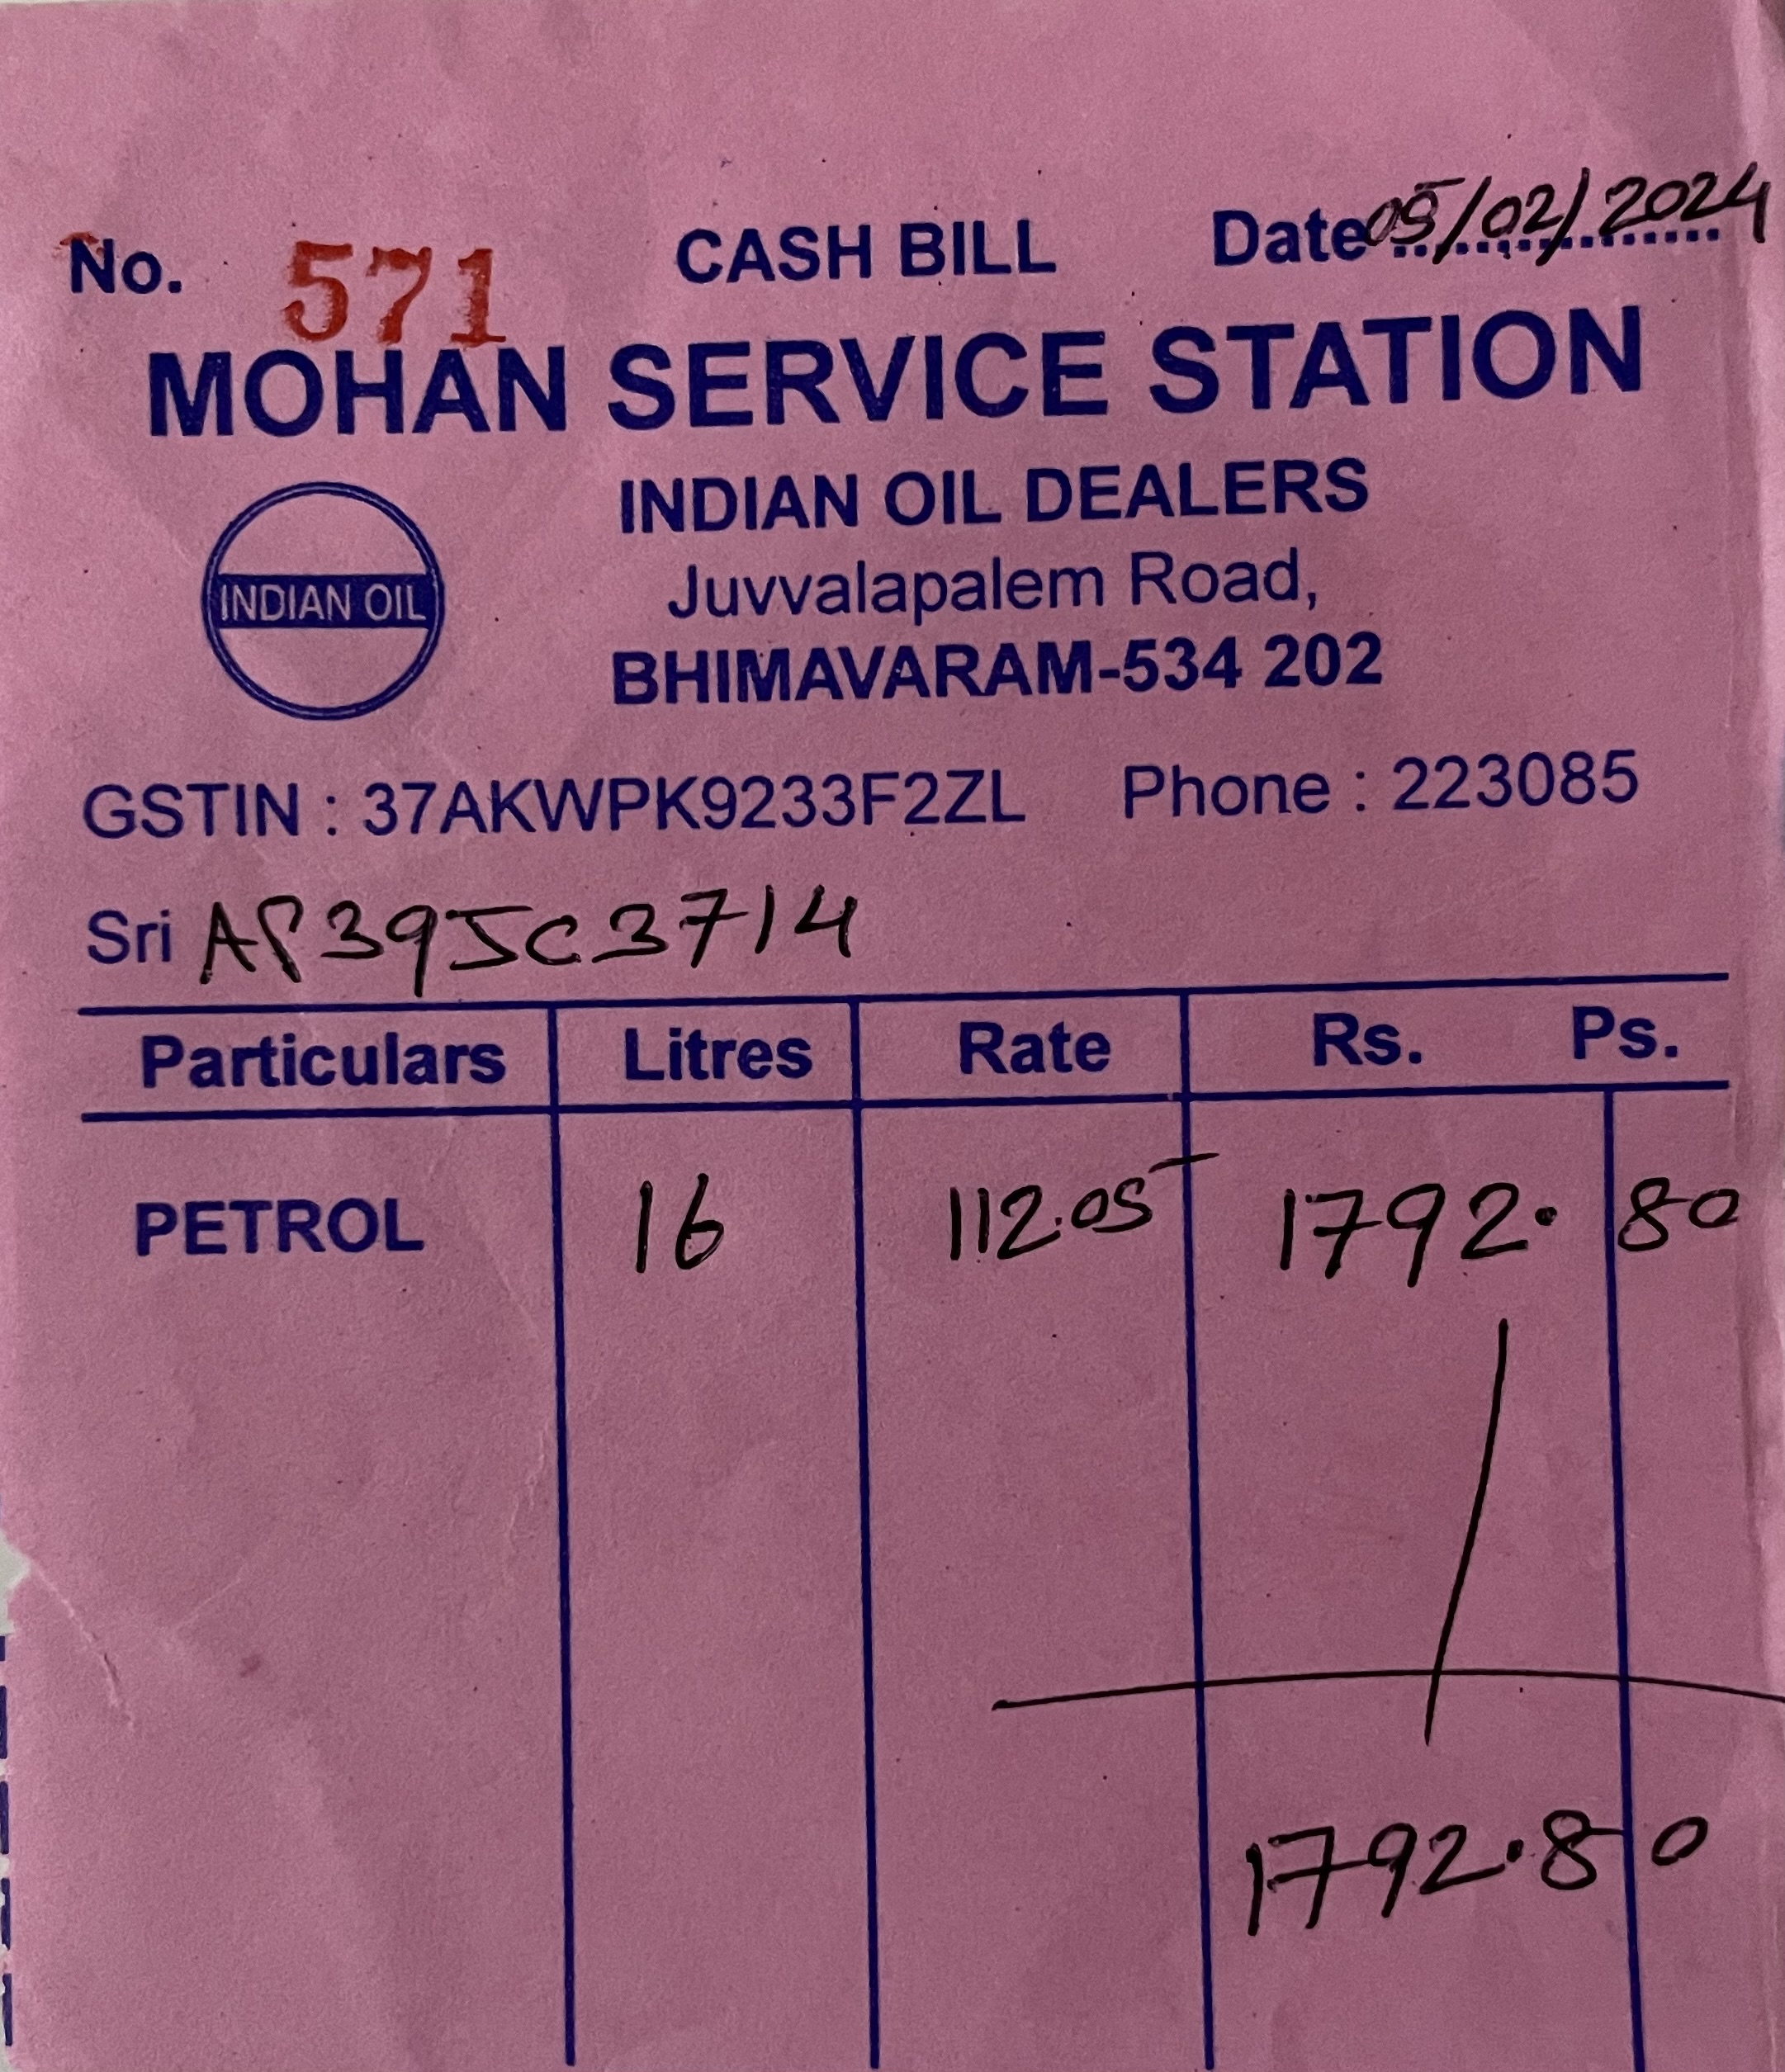 No. 571 CASH BILL Date 05/02/2024
MOHAN SERVICE STATION
INDIAN OIL DEALERS
INDIAN OIL
Juvvalapalem Road,
BHIMAVARAM-534 202
GSTIN : 37AKWPK9233F2ZL Phone : 223085
Sri AP39JC3714
Particulars Litres Rate Rs. Ps.
PETROL 16 112.05 1792. 80
1792.80